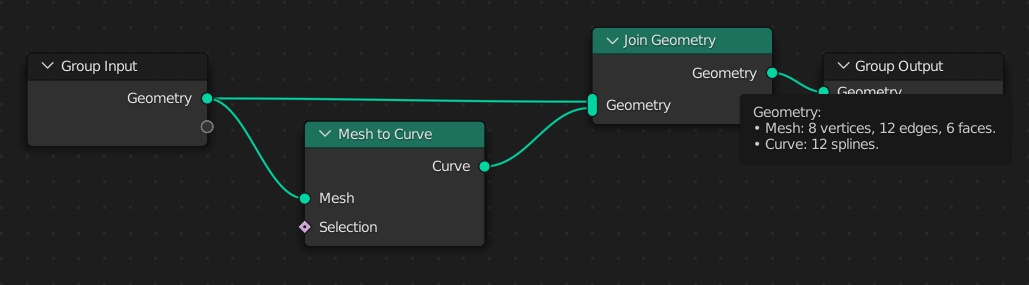 Group Input
Geometry
Mesh to Curve
Curve
Mesh
Selection
Join Geometry
Geometry
Geometry
Group Output
Geometry
Geometry:
• Mesh: 8 vertices, 12 edges, 6 faces.
• Curve: 12 splines.